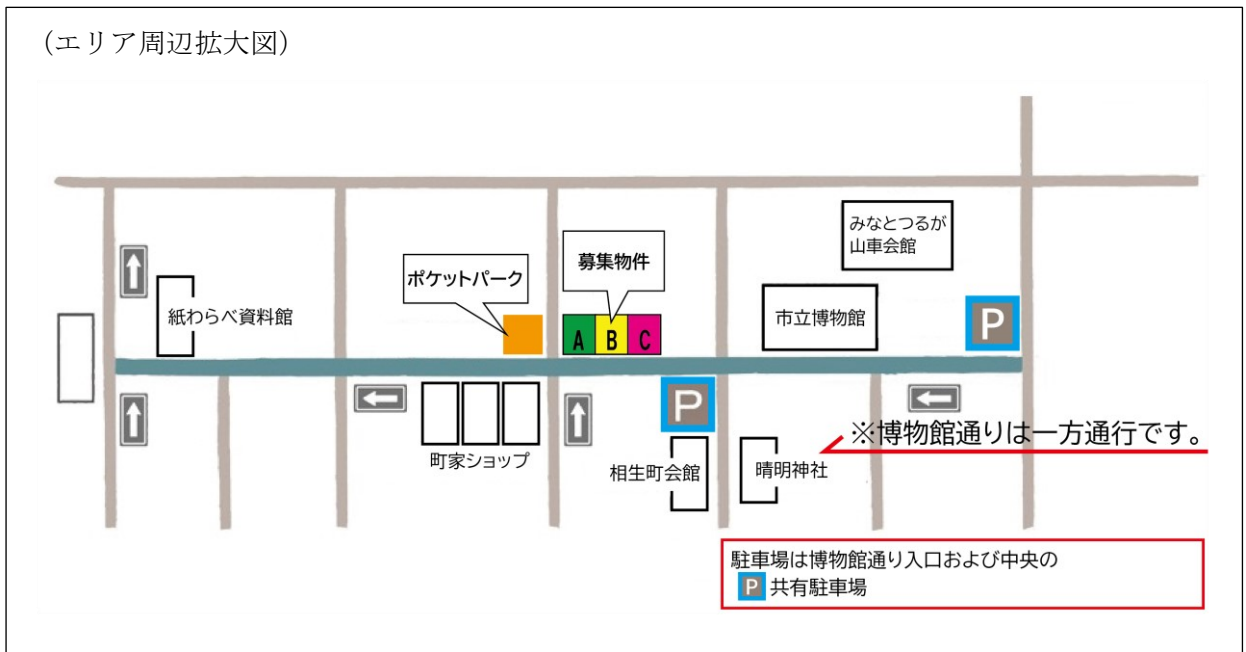 (エリア周辺拡大図)
みなとつるが
山車会館
募集物件
ポケットパーク
紙わらべ資料館
市立博物館
P
A B C
P
※博物館通りは一方通行です。
町家ショップ
相生町会館
晴明神社
駐車場は博物館通り入口および中央の
P 共有駐車場